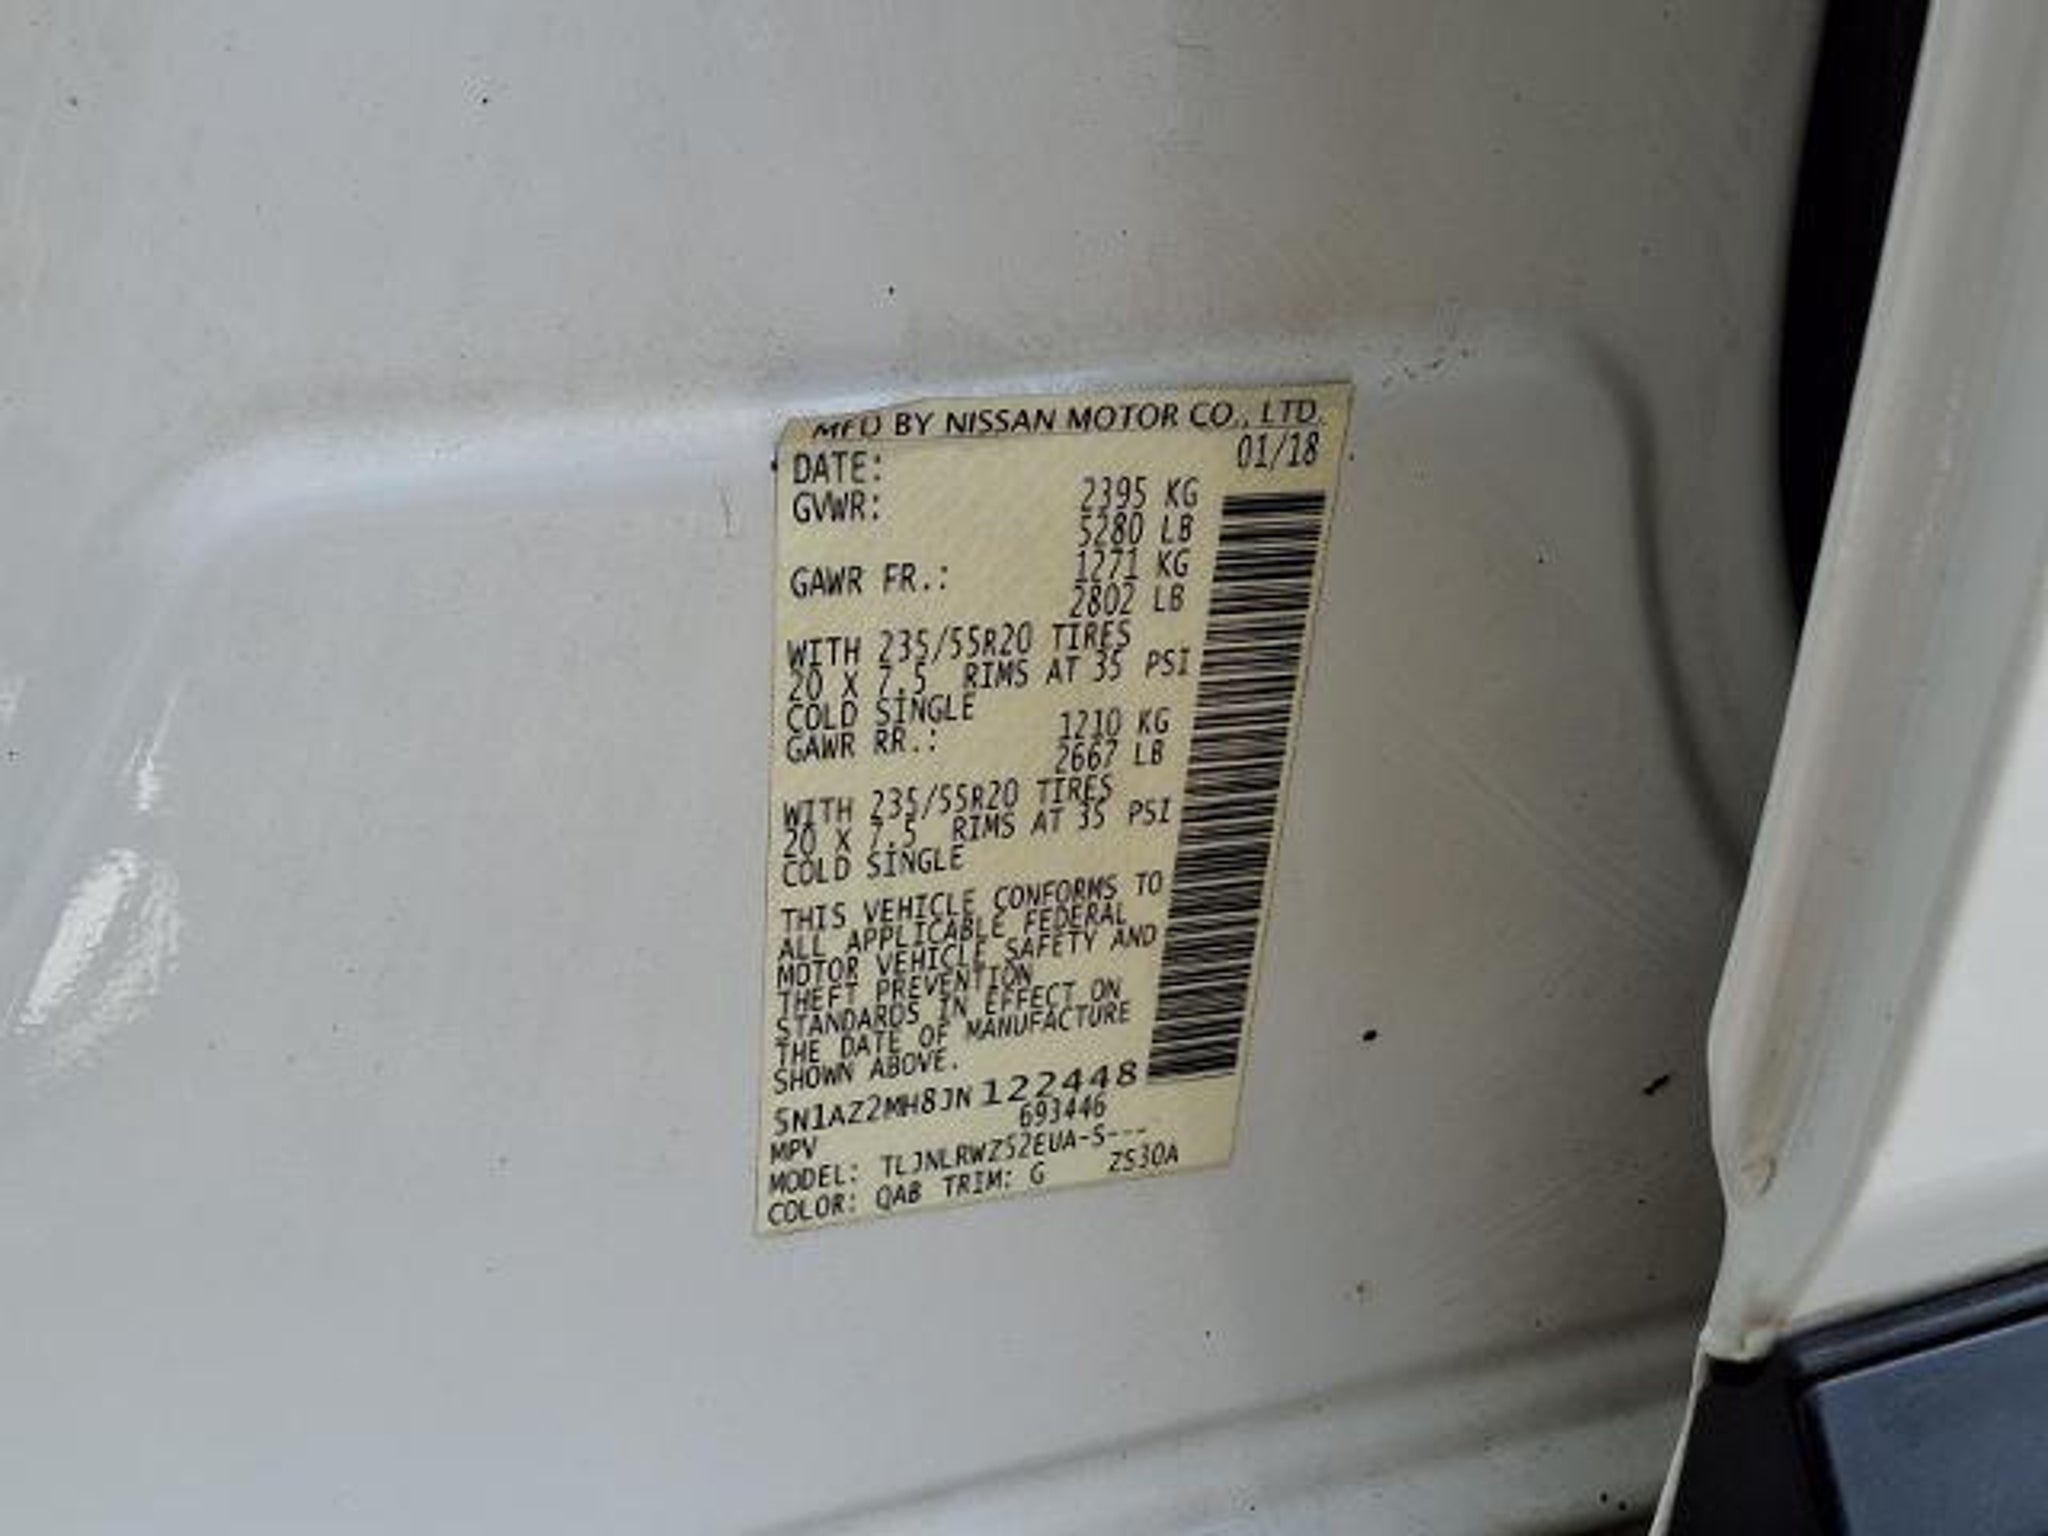 MFD BY NISSAN MOTOR CO., LTD.
DATE: 01/18
GVWR: 2395 KG
5280 LB
GAWR FR.: 1271 KG
2802 LB
WITH 235/55R20 TIRES
20 X 7.5 RIMS AT 35 PSI
COLD SINGLE
GAWR RR.: 1210 KG
2667 LB
WITH 235/55R20 TIRES
20 X 7.5 RIMS AT 35 PSI
COLD SINGLE
THIS VEHICLE CONFORMS TO
ALL APPLICABLE FEDERAL
MOTOR VEHICLE SAFETY AND
THEFT PREVENTION
STANDARDS IN EFFECT ON
THE DATE OF MANUFACTURE
SHOWN ABOVE.
5N1AZ2MH8JN122448
693446
MPV
MODEL: TLJNLRWZ52EUA-S---
COLOR: QAB TRIM: G Z530A